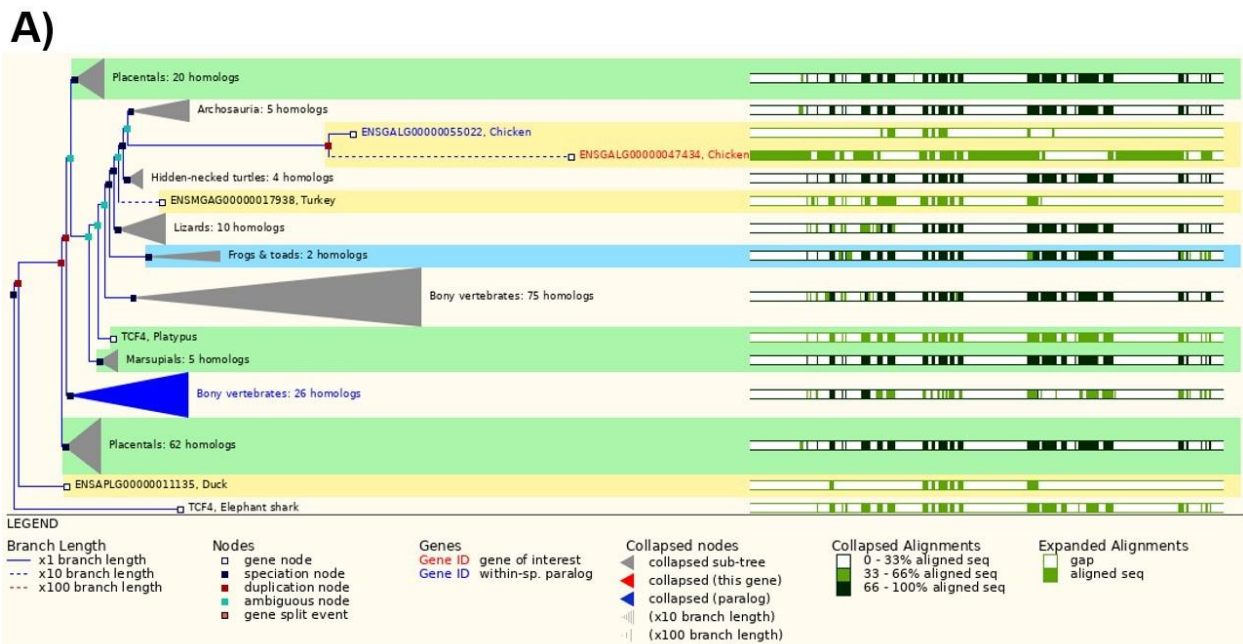 A)
Placentals: 20 homologs
Archosauria: 5 homologs
ENSGALG00000055022, Chicken
ENSGALG00000047434, Chicken
Hidden-necked turtles: 4 homologs
ENSMGAG00000017938, Turkey
Lizards: 10 homologs
Frogs & toads: 2 homologs
Bony vertebrates: 75 homologs
TCF4, Platypus
Marsupials: 5 homologs
Bony vertebrates: 26 homologs
Placentals: 62 homologs
ENSAPLG00000011135, Duck
TCF4, Elephant shark
LEGEND
Branch Length
x1 branch length
x10 branch length
x100 branch length
Nodes
gene node
speciation node
duplication node
ambiguous node
gene split event
Genes
Gene ID gene of interest
Gene ID within-sp. paralog
Collapsed nodes
collapsed sub-tree
collapsed (this gene)
collapsed (paralog)
(x10 branch length)
(x100 branch length)
Collapsed Alignments
0 - 33% aligned seq
33 - 66% aligned seq
66 - 100% aligned seq
Expanded Alignments
gap
aligned seq